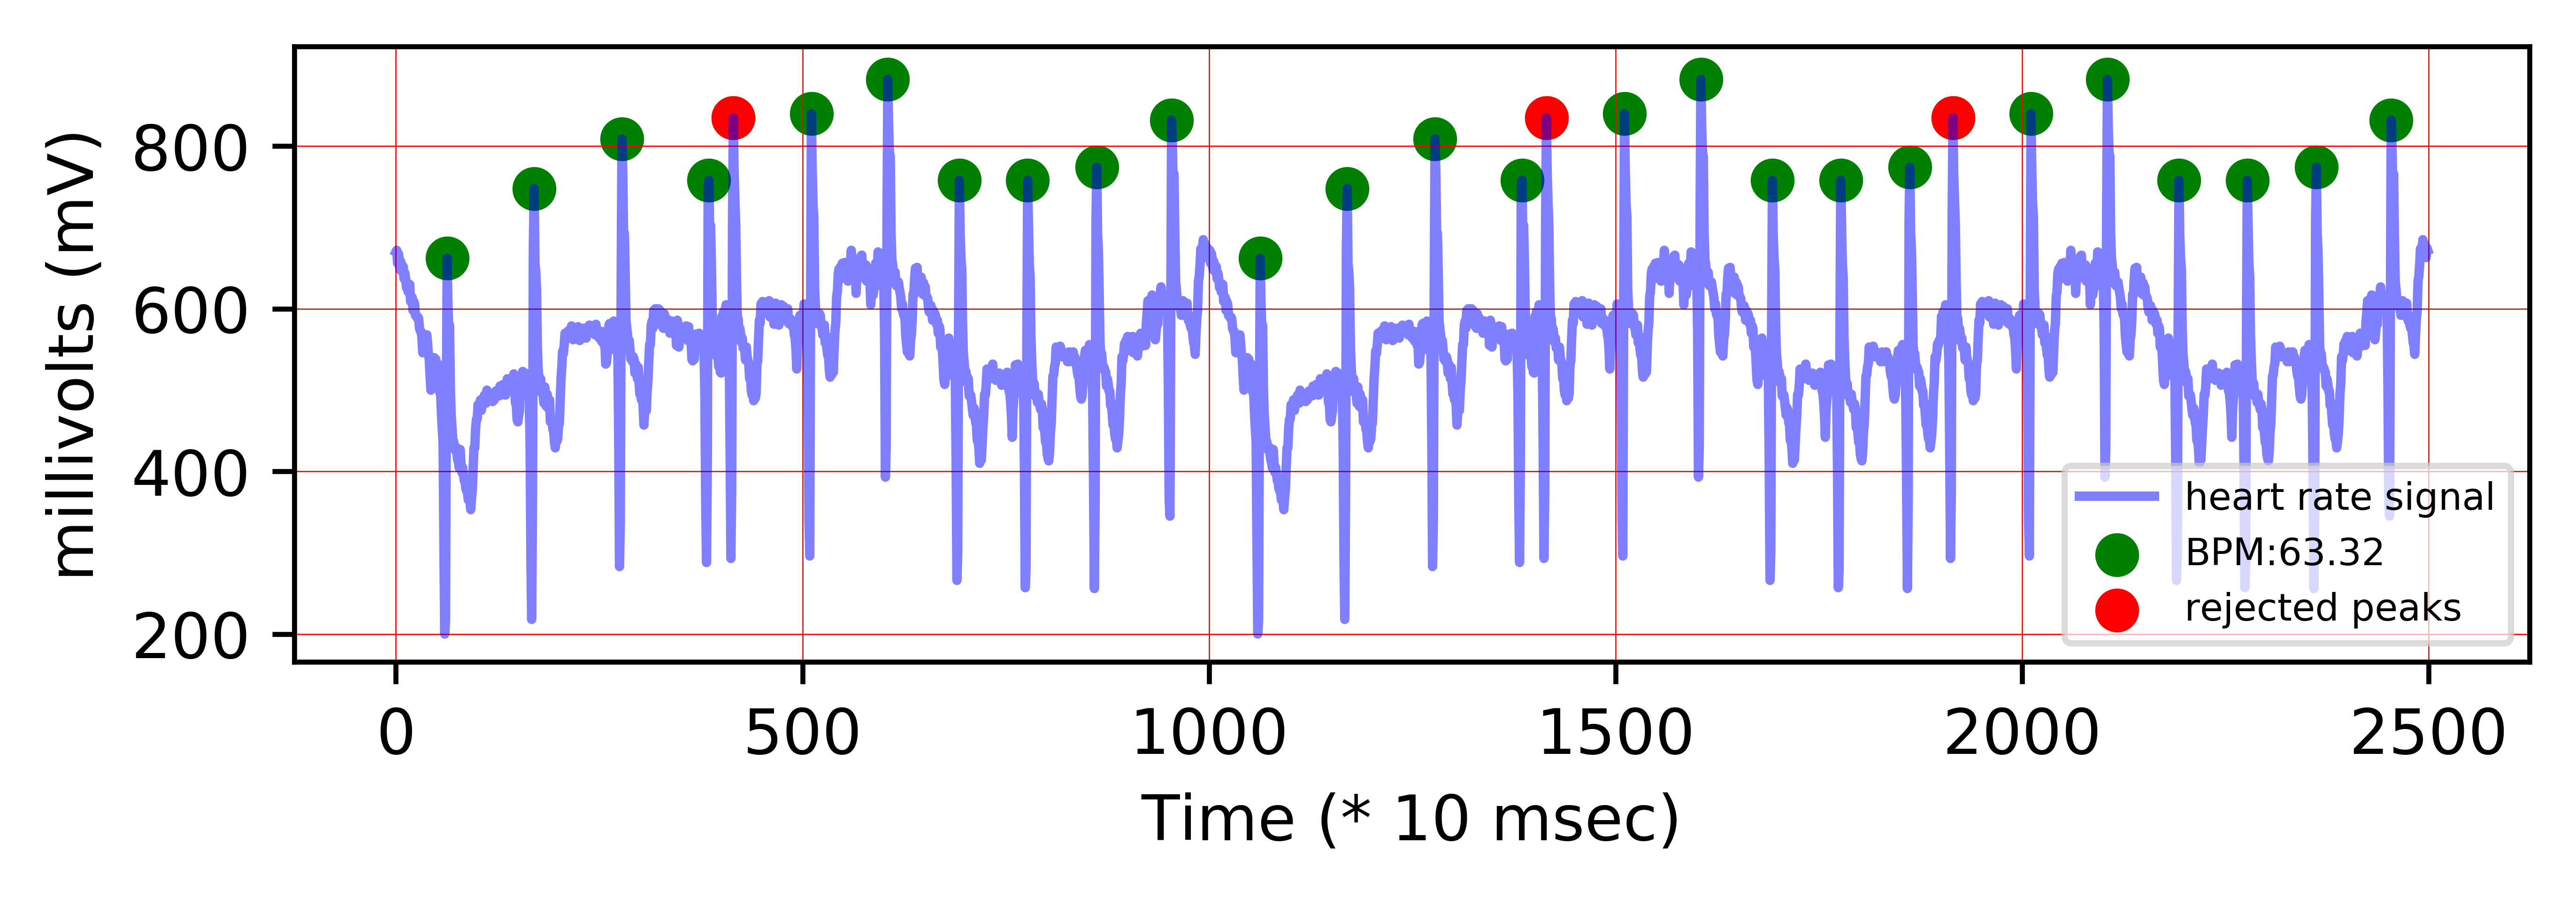 millivolts (mV)
800
600
400
200
heart rate signal
BPM:63.32
rejected peaks
0 500 1000 1500 2000 2500
Time (* 10 msec)